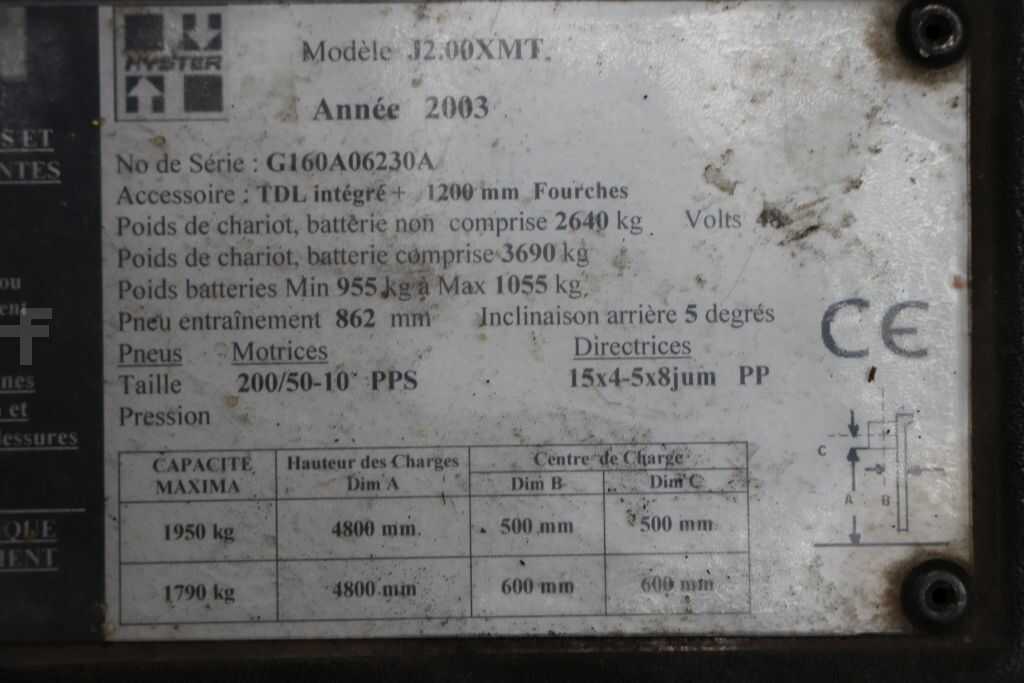 HYSTER
Modèle J2.00XMT
Année 2003
No de Série : G160A06230A
Accessoire : TDL intégré + 1200 mm Fourches
Poids de chariot, battèrie non comprise 2640 kg Volts 48
Poids de chariot, batterie comprise 3690 kg
Poids batteries Min 955 kg à Max 1055 kg
Pneu entraînement 862 mm Inclinaison arrière 5 degrés
Pneus Motrices Directrices
Taille 200/50-10 PPS 15x4-5x8jum PP
Pression
CE
CAPACITE MAXIMA Hauteur des Charges Dim A Centre de Charge
Dim B Dim C
1950 kg 4800 mm 500 mm 500 mm
1790 kg 4800 mm 600 mm 600 mm
C
A B
S ET
NTES
ou
ent
nes
et
lessures
QUE
MENT